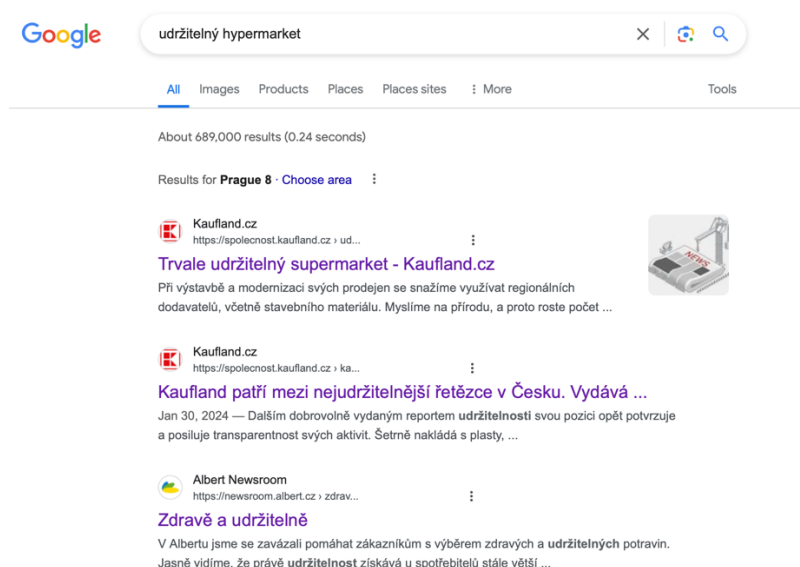 Google
udržitelný hypermarket
All Images Products Places Places sites More Tools
About 689,000 results (0.24 seconds)
Results for Prague 8 · Choose area
Kaufland.cz
https://spolecnost.kaufland.cz › ud...
Trvale udržitelný supermarket - Kaufland.cz
Při výstavbě a modernizaci svých prodejen se snažíme využívat regionálních
dodavatelů, včetně stavebního materiálu. Myslíme na přírodu, a proto roste počet ...
NEWS
Kaufland.cz
https://spolecnost.kaufland.cz › ka...
Kaufland patří mezi nejudržitelnější řetězce v Česku. Vydává ...
Jan 30, 2024 — Dalším dobrovolně vydaným reportem udržitelnosti svou pozici opět potvrzuje
a posiluje transparentnost svých aktivit. Šetrně nakládá s plasty, ...
Albert Newsroom
https://newsroom.albert.cz › zdrav...
Zdravě a udržitelně
V Albertu jsme se zavázali pomáhat zákazníkům s výběrem zdravých a udržitelných potravin.
Jasně vidíme, že právě udržitelnost získává u spotřebitelů stále větší ...